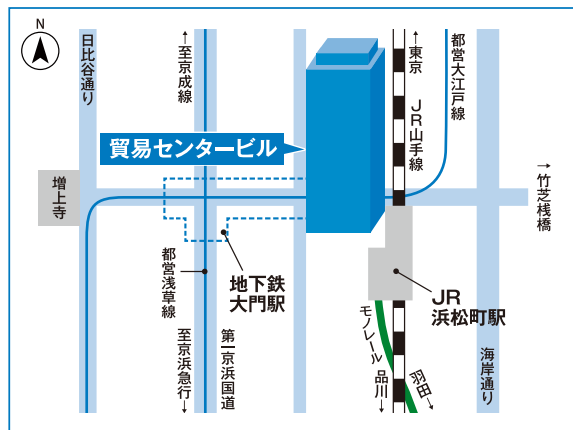 N
日比谷通り
←至京成線
←東京
都営大江戸線
JR山手線
貿易センタービル
→竹芝桟橋
増上寺
都営浅草線
地下鉄
大門駅
JR
浜松町駅
至京浜急行→
第一京浜国道
モノレール
品川→
羽田→
海岸通り